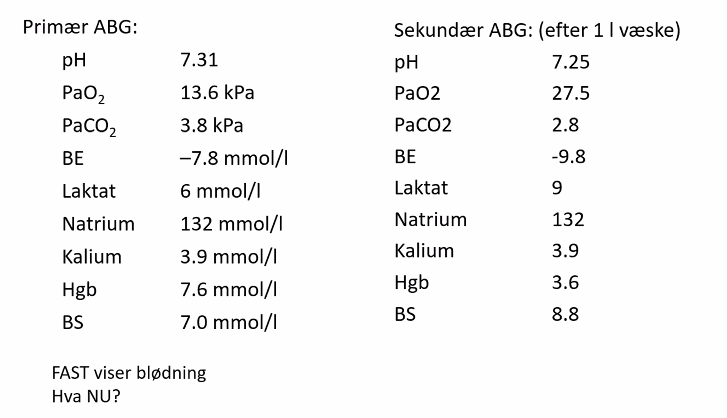 Primær ABG:
pH 7.31
PaO₂ 13.6 kPa
PaCO₂ 3.8 kPa
BE –7.8 mmol/l
Laktat 6 mmol/l
Natrium 132 mmol/l
Kalium 3.9 mmol/l
Hgb 7.6 mmol/l
BS 7.0 mmol/l
FAST viser blødning
Hva NU?
Sekundær ABG: (efter 1 l væske)
pH 7.25
PaO2 27.5
PaCO2 2.8
BE -9.8
Laktat 9
Natrium 132
Kalium 3.9
Hgb 3.6
BS 8.8